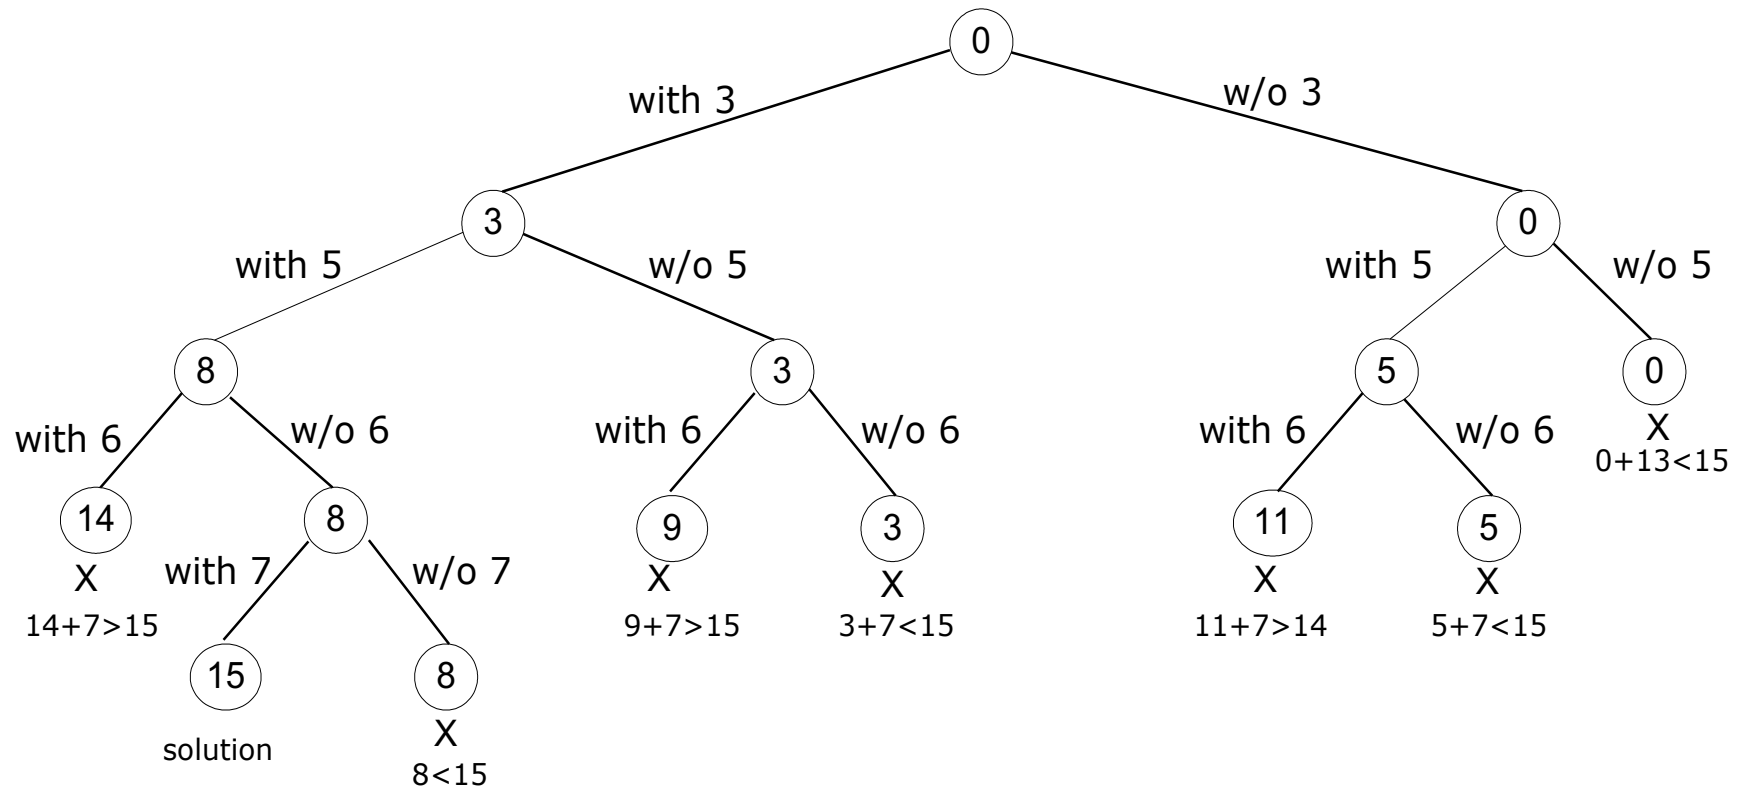 0
with 3
w/o 3
3
0
with 5
w/o 5
with 5
w/o 5
8
3
5
0
with 6
w/o 6
with 6
w/o 6
with 6
w/o 6
X
0+13<15
14
8
9
3
11
5
X
with 7
w/o 7
X
X
X
X
14+7>15
9+7>15
3+7<15
11+7>14
5+7<15
15
8
solution
X
8<15